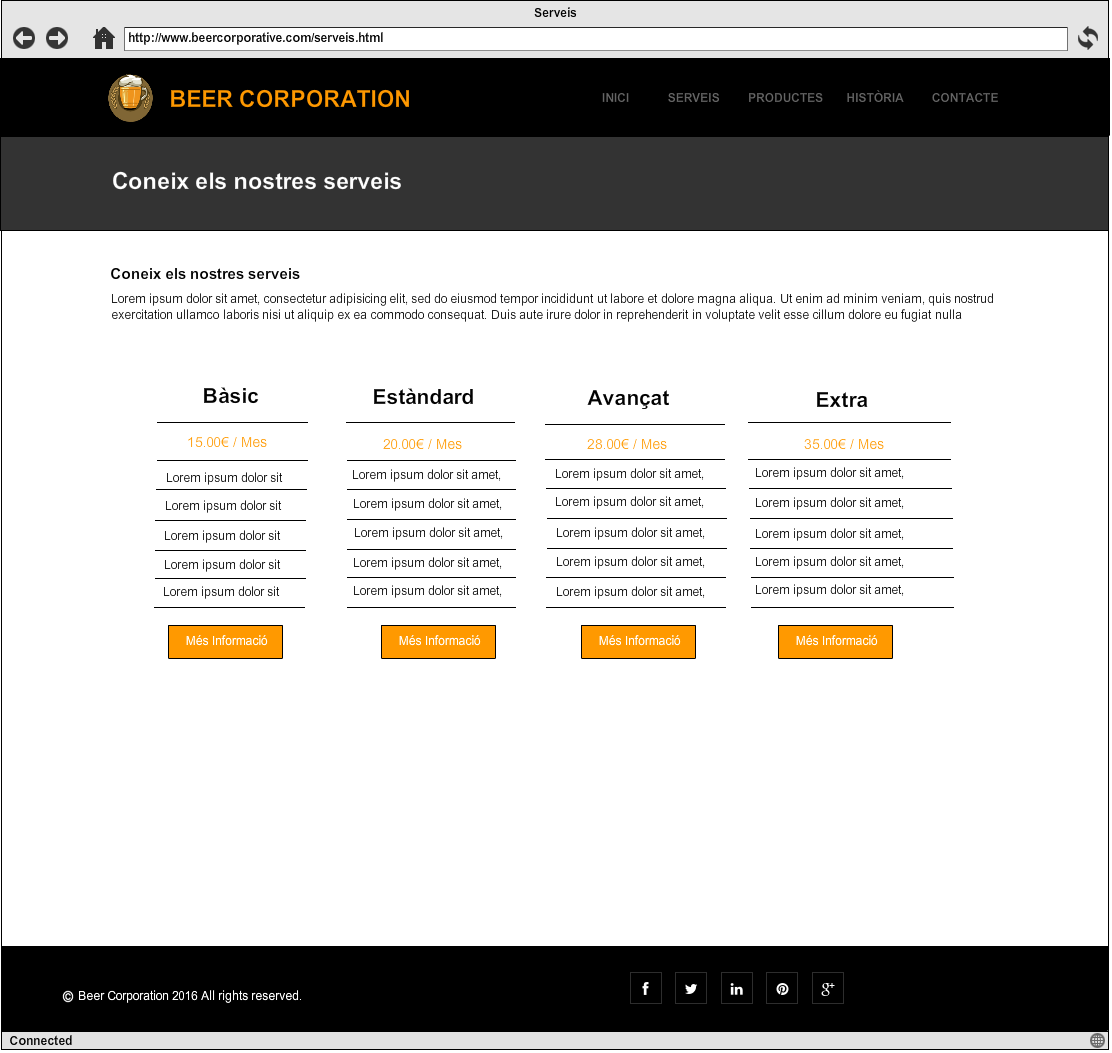 Serveis
http://www.beercorporative.com/serveis.html
BEER CORPORATION
INICI SERVEIS PRODUCTES HISTÒRIA CONTACTE
Coneix els nostres serveis
Coneix els nostres serveis
Lorem ipsum dolor sit amet, consectetur adipisicing elit, sed do eiusmod tempor incididunt ut labore et dolore magna aliqua. Ut enim ad minim veniam, quis nostrud
exercitation ullamco laboris nisi ut aliquip ex ea commodo consequat. Duis aute irure dolor in reprehenderit in voluptate velit esse cillum dolore eu fugiat nulla
Bàsic
15.00€ / Mes
Lorem ipsum dolor sit
Lorem ipsum dolor sit
Lorem ipsum dolor sit
Lorem ipsum dolor sit
Lorem ipsum dolor sit
Més Informació
Estàndard
20.00€ / Mes
Lorem ipsum dolor sit amet,
Lorem ipsum dolor sit amet,
Lorem ipsum dolor sit amet,
Lorem ipsum dolor sit amet,
Lorem ipsum dolor sit amet,
Més Informació
Avançat
28.00€ / Mes
Lorem ipsum dolor sit amet,
Lorem ipsum dolor sit amet,
Lorem ipsum dolor sit amet,
Lorem ipsum dolor sit amet,
Lorem ipsum dolor sit amet,
Més Informació
Extra
35.00€ / Mes
Lorem ipsum dolor sit amet,
Lorem ipsum dolor sit amet,
Lorem ipsum dolor sit amet,
Lorem ipsum dolor sit amet,
Lorem ipsum dolor sit amet,
Més Informació
© Beer Corporation 2016 All rights reserved.
Connected